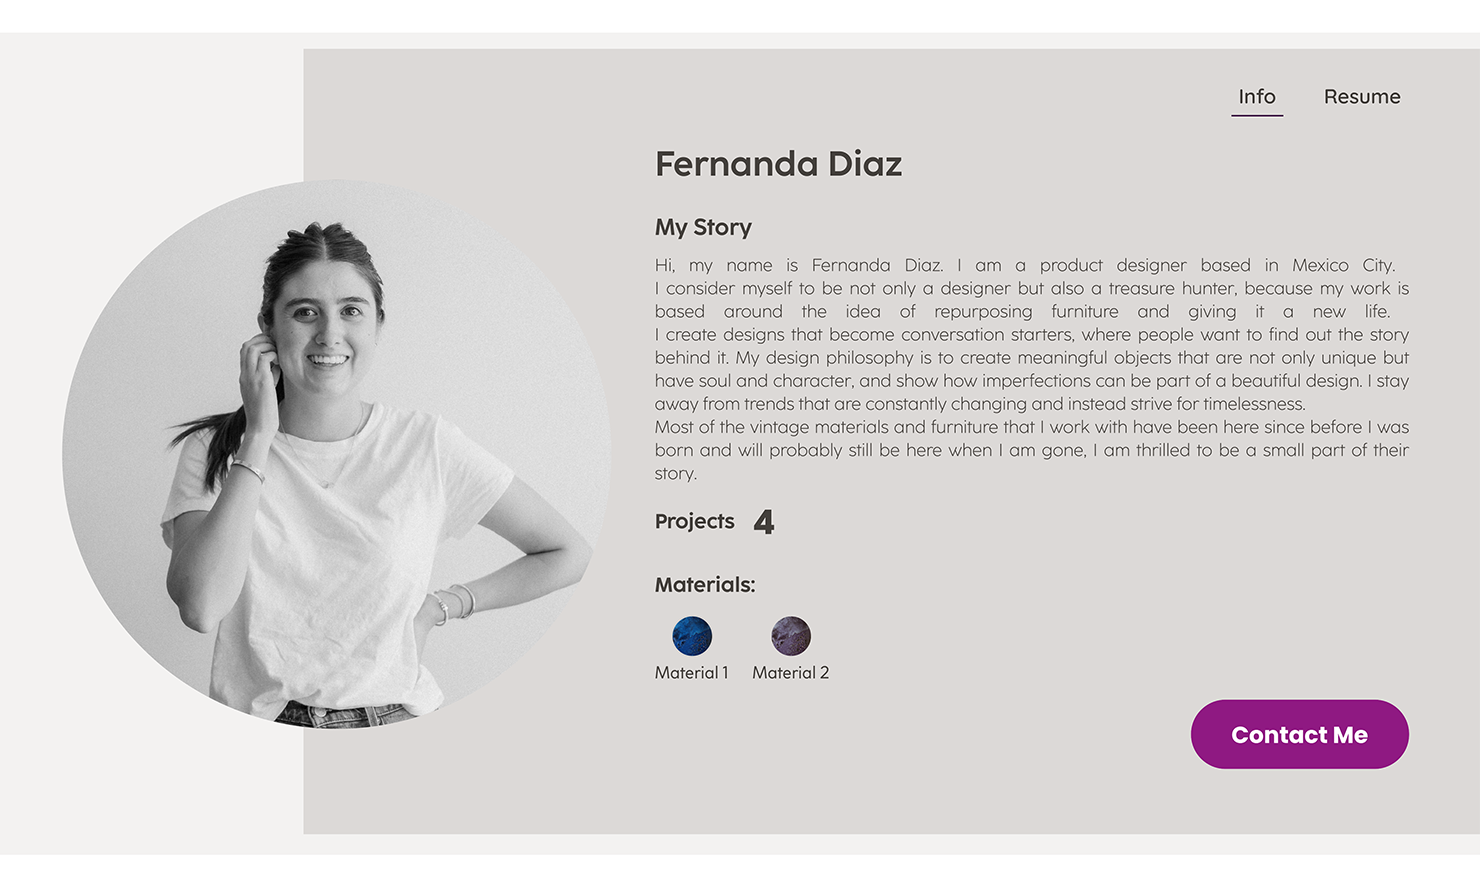 Info Resume
Fernanda Diaz
My Story
Hi, my name is Fernanda Diaz. I am a product designer based in Mexico City.
I consider myself to be not only a designer but also a treasure hunter, because my work is
based around the idea of repurposing furniture and giving it a new life.
I create designs that become conversation starters, where people want to find out the story
behind it. My design philosophy is to create meaningful objects that are not only unique but
have soul and character, and show how imperfections can be part of a beautiful design. I stay
away from trends that are constantly changing and instead strive for timelessness.
Most of the vintage materials and furniture that I work with have been here since before I was
born and will probably still be here when I am gone, I am thrilled to be a small part of their
story.
Projects 4
Materials:
Material 1 Material 2
Contact Me